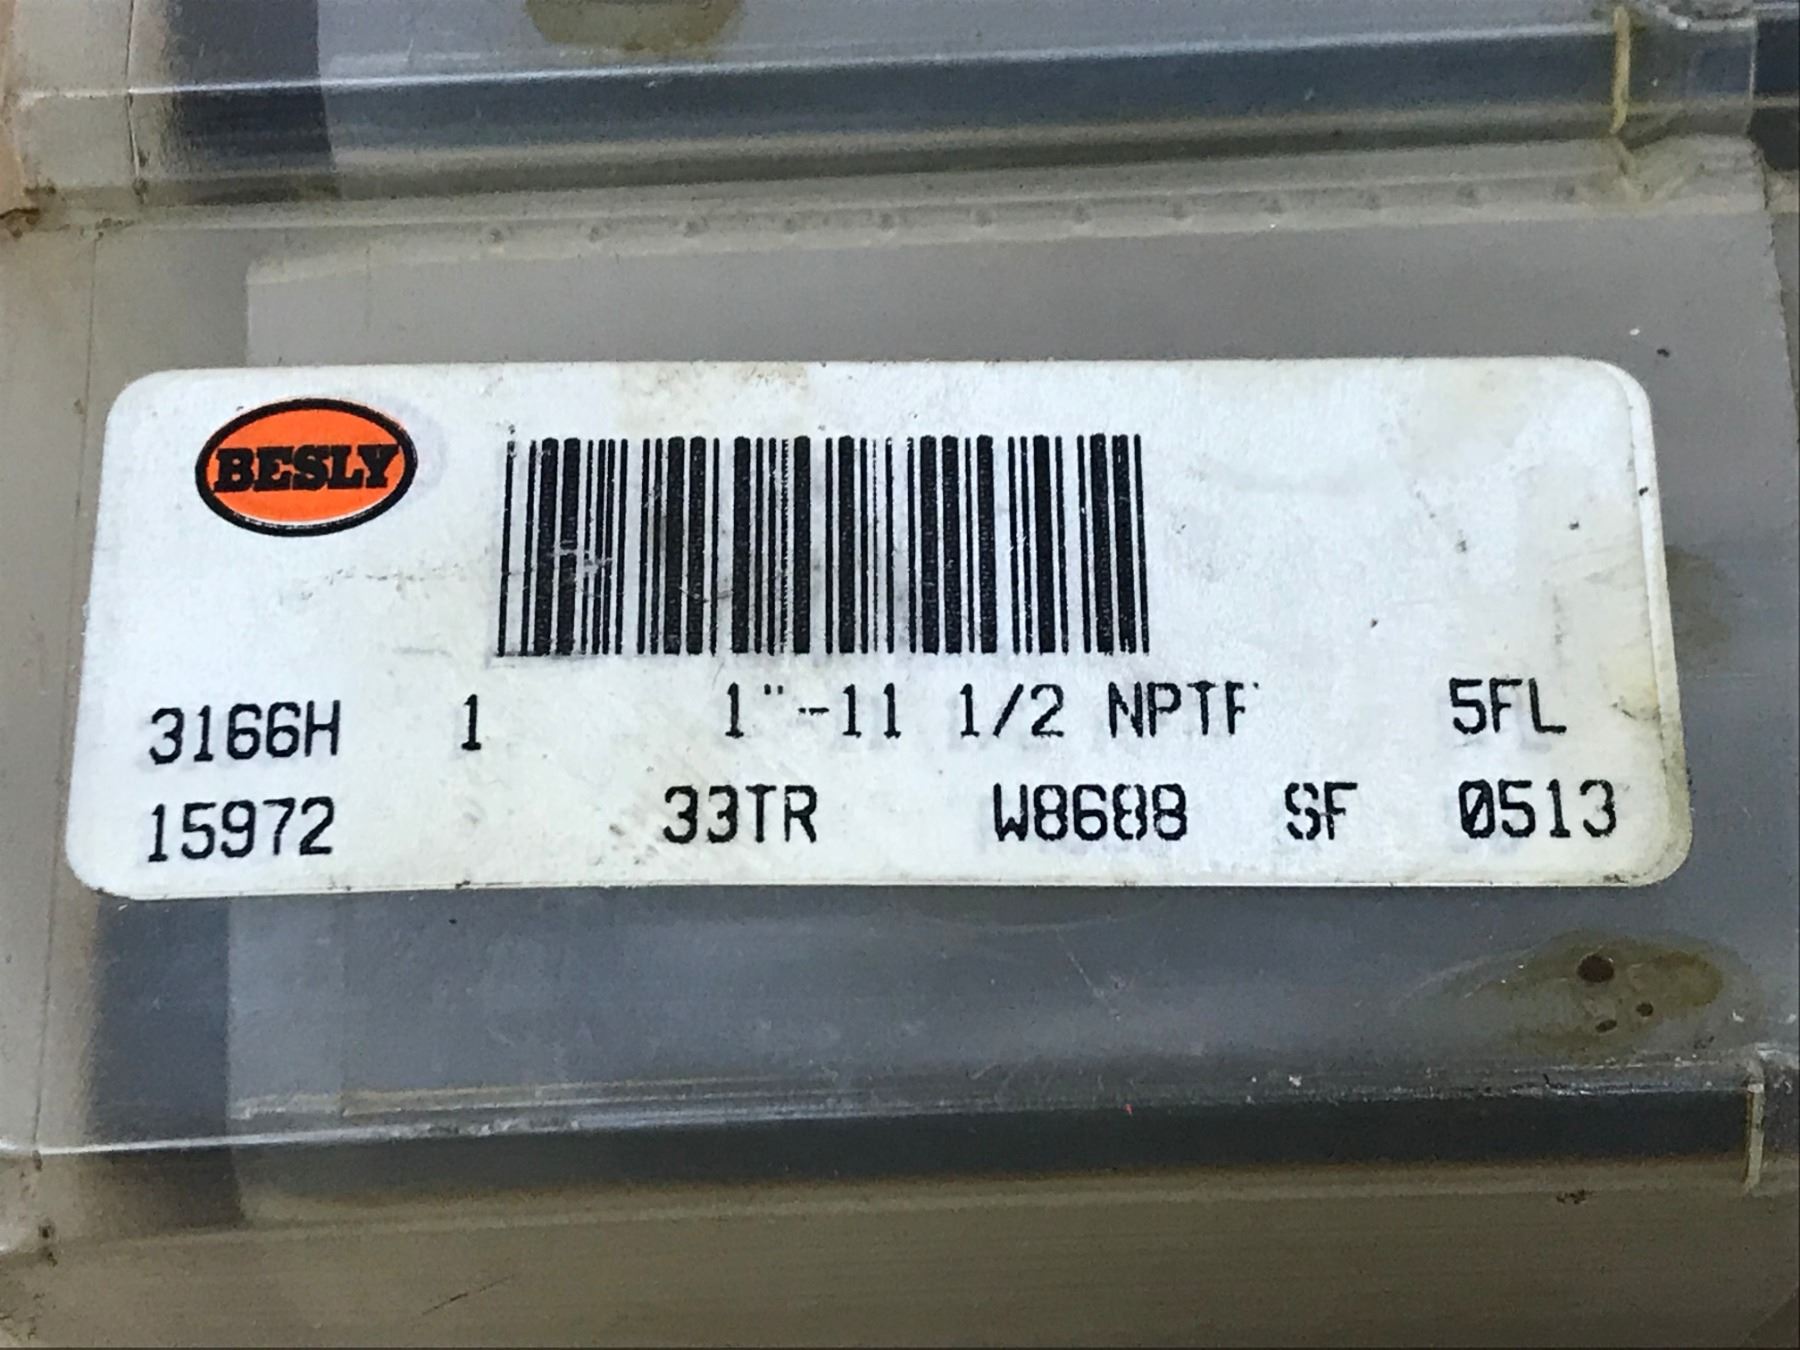 BESLY
3166H 1 1"-11 1/2 NPTF 5FL
15972 33TR W8688 SF 0513